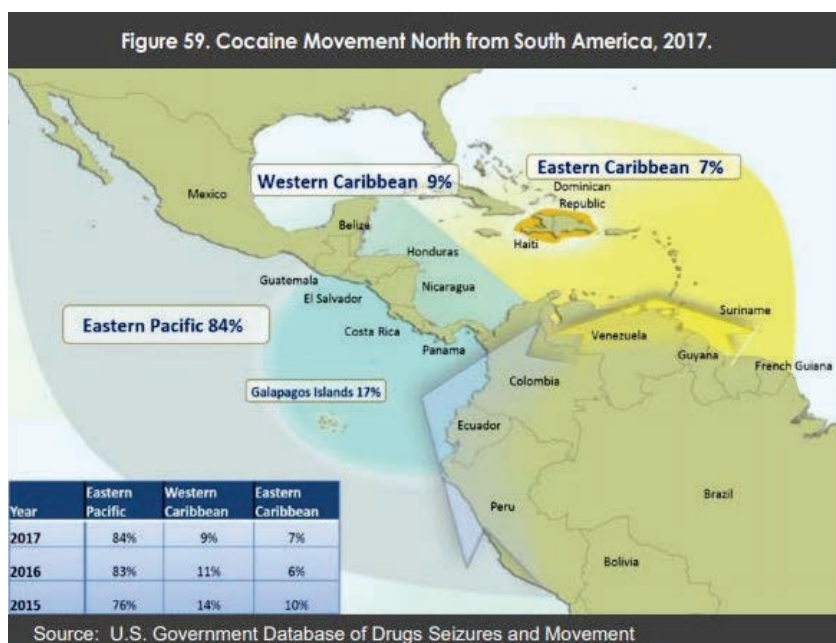 Figure 59. Cocaine Movement North from South America, 2017.
Western Caribbean 9%
Eastern Caribbean 7%
Dominican
Republic
Mexico
Haiti
Belize
Honduras
Guatemala
Nicaragua
El Salvador
Eastern Pacific 84%
Costa Rica
Panama
Suriname
Venezuela
Guyana
French Guiana
Colombia
Galapagos Islands 17%
Ecuador
Peru
Brazil
Bolivia
Year Eastern Pacific Western Caribbean Eastern Caribbean
2017 84% 9% 7%
2016 83% 11% 6%
2015 76% 14% 10%
Source: U.S. Government Database of Drugs Seizures and Movement